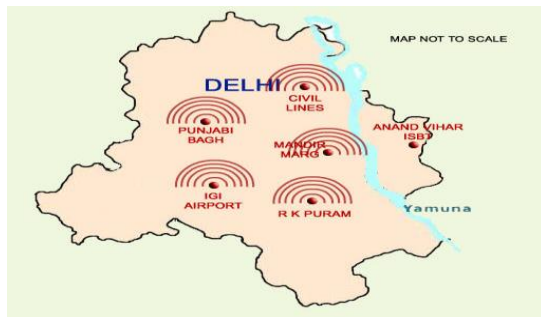 MAP NOT TO SCALE
DELHI
CIVIL
LINES
PUNJABI
BAGH
ANAND VIHAR
ISBT
MANDIR
MARG
IGI
AIRPORT
R K PURAM
Yamuna